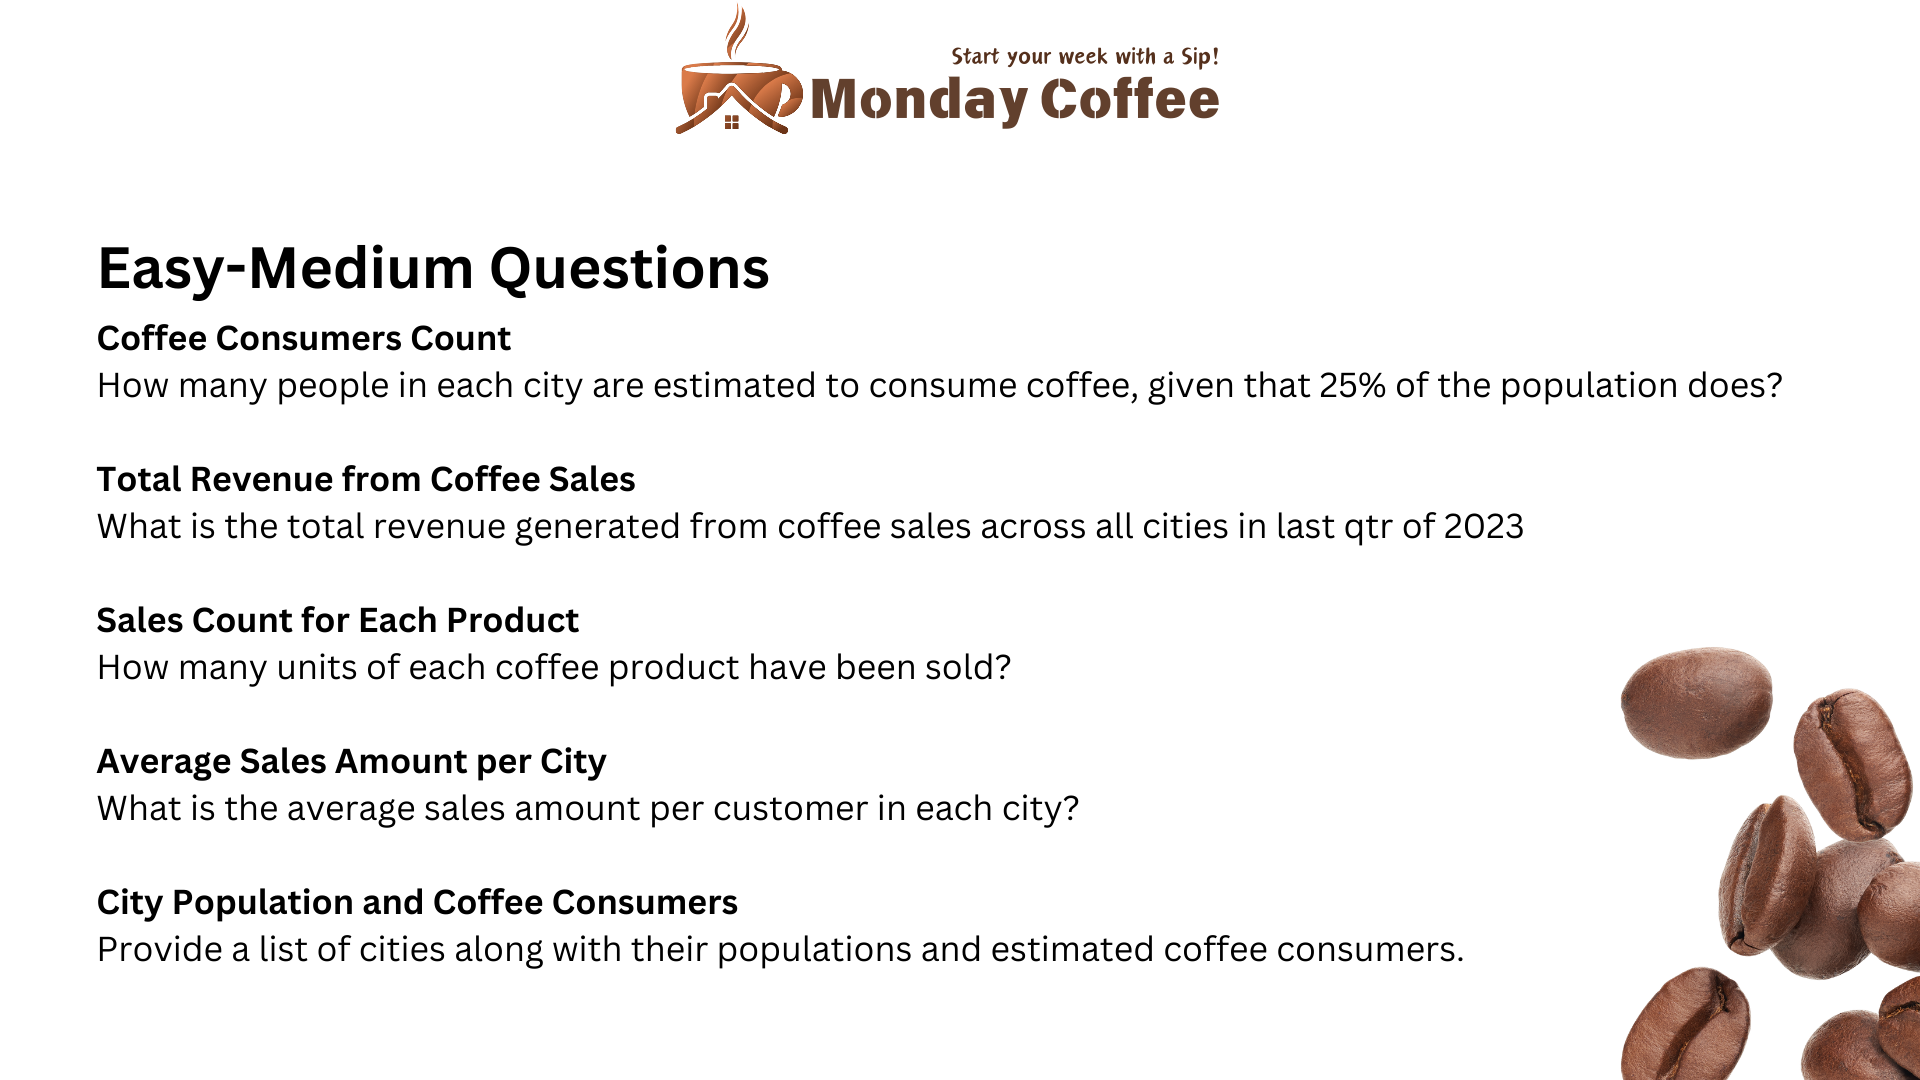 Start your week with a Sip!
Monday Coffee
Easy-Medium Questions
Coffee Consumers Count
How many people in each city are estimated to consume coffee, given that 25% of the population does?
Total Revenue from Coffee Sales
What is the total revenue generated from coffee sales across all cities in last qtr of 2023
Sales Count for Each Product
How many units of each coffee product have been sold?
Average Sales Amount per City
What is the average sales amount per customer in each city?
City Population and Coffee Consumers
Provide a list of cities along with their populations and estimated coffee consumers.